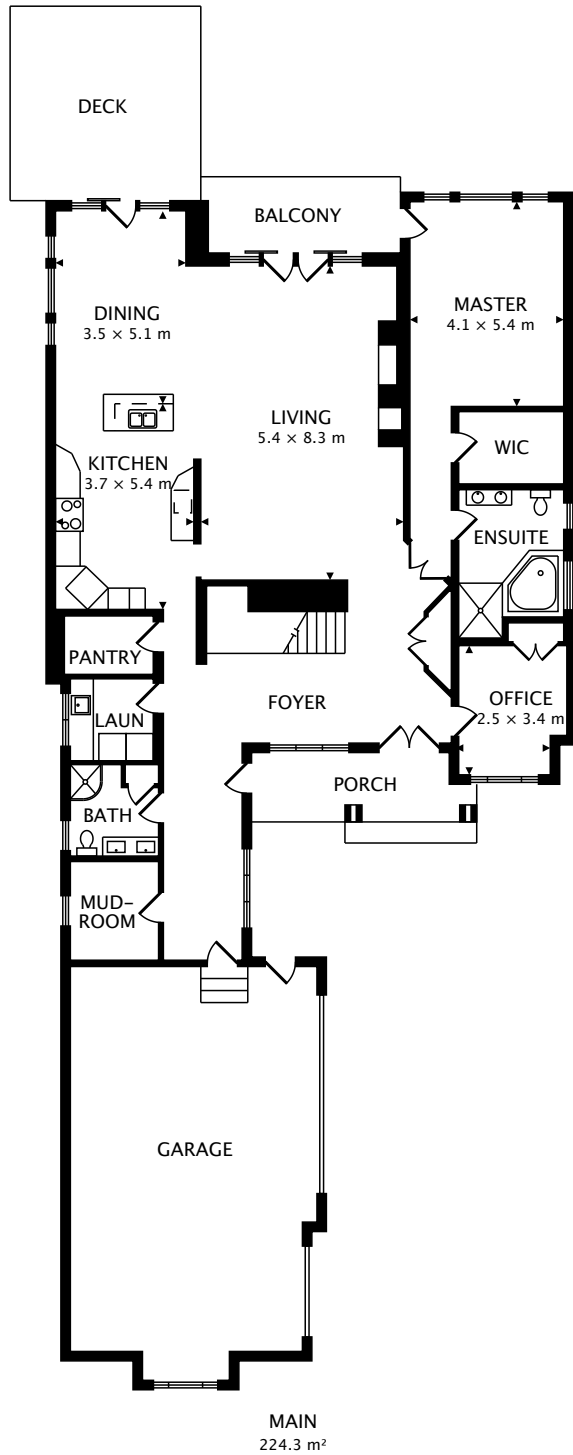 DECK
BALCONY
DINING
3.5 × 5.1 m
MASTER
4.1 × 5.4 m
LIVING
5.4 × 8.3 m
KITCHEN
3.7 × 5.4 m
WIC
ENSUITE
PANTRY
LAUN
FOYER
OFFICE
2.5 × 3.4 m
PORCH
BATH
MUD-
ROOM
GARAGE
MAIN
224.3 m²